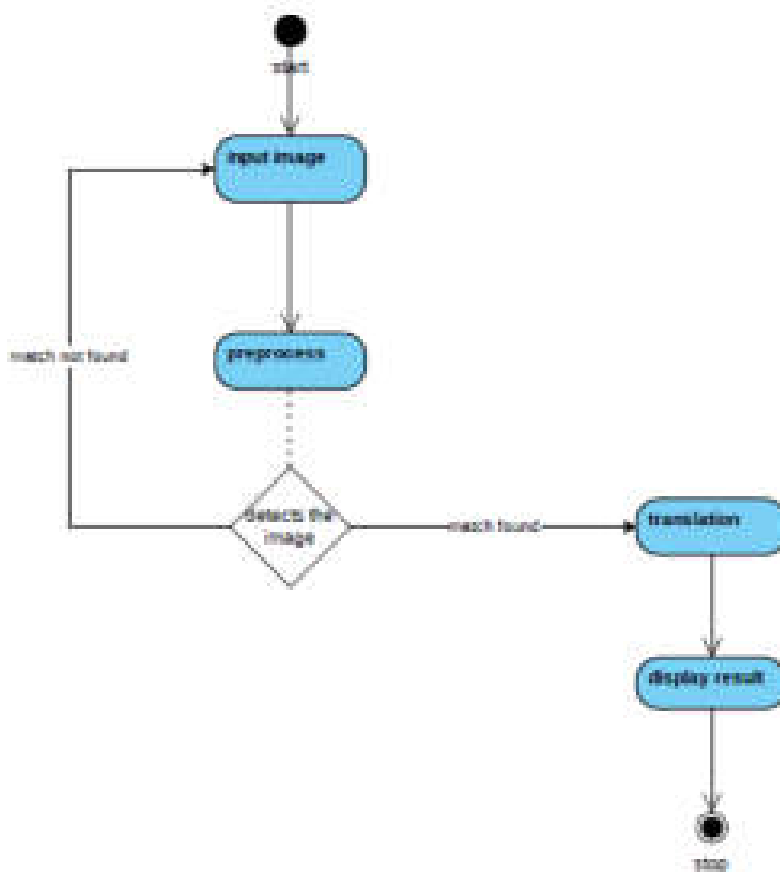 start
input image
preprocess
match not found
detects the
image
match found
translation
display result
stop